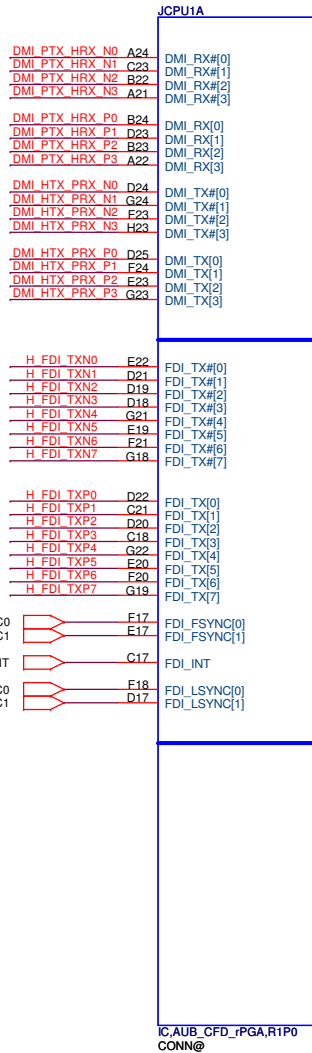 JCPU1A
DMI_PTX_HRX_N0 A24 DMI_RX#[0]
DMI_PTX_HRX_N1 C23 DMI_RX#[1]
DMI_PTX_HRX_N2 B22 DMI_RX#[2]
DMI_PTX_HRX_N3 A21 DMI_RX#[3]
DMI_PTX_HRX_P0 B24 DMI_RX[0]
DMI_PTX_HRX_P1 D23 DMI_RX[1]
DMI_PTX_HRX_P2 B23 DMI_RX[2]
DMI_PTX_HRX_P3 A22 DMI_RX[3]
DMI_HTX_PRX_N0 D24 DMI_TX#[0]
DMI_HTX_PRX_N1 G24 DMI_TX#[1]
DMI_HTX_PRX_N2 F23 DMI_TX#[2]
DMI_HTX_PRX_N3 H23 DMI_TX#[3]
DMI_HTX_PRX_P0 D25 DMI_TX[0]
DMI_HTX_PRX_P1 F24 DMI_TX[1]
DMI_HTX_PRX_P2 E23 DMI_TX[2]
DMI_HTX_PRX_P3 G23 DMI_TX[3]
H_FDI_TXN0 E22 FDI_TX#[0]
H_FDI_TXN1 D21 FDI_TX#[1]
H_FDI_TXN2 D19 FDI_TX#[2]
H_FDI_TXN3 D18 FDI_TX#[3]
H_FDI_TXN4 G21 FDI_TX#[4]
H_FDI_TXN5 E19 FDI_TX#[5]
H_FDI_TXN6 F21 FDI_TX#[6]
H_FDI_TXN7 G18 FDI_TX#[7]
H_FDI_TXP0 D22 FDI_TX[0]
H_FDI_TXP1 C21 FDI_TX[1]
H_FDI_TXP2 D20 FDI_TX[2]
H_FDI_TXP3 C18 FDI_TX[3]
H_FDI_TXP4 G22 FDI_TX[4]
H_FDI_TXP5 E20 FDI_TX[5]
H_FDI_TXP6 F20 FDI_TX[6]
H_FDI_TXP7 G19 FDI_TX[7]
C0 F17 FDI_FSYNC[0]
C1 E17 FDI_FSYNC[1]
NT C17 FDI_INT
C0 F18 FDI_LSYNC[0]
C1 D17 FDI_LSYNC[1]
IC,AUB_CFD_rPGA,R1P0
CONN@